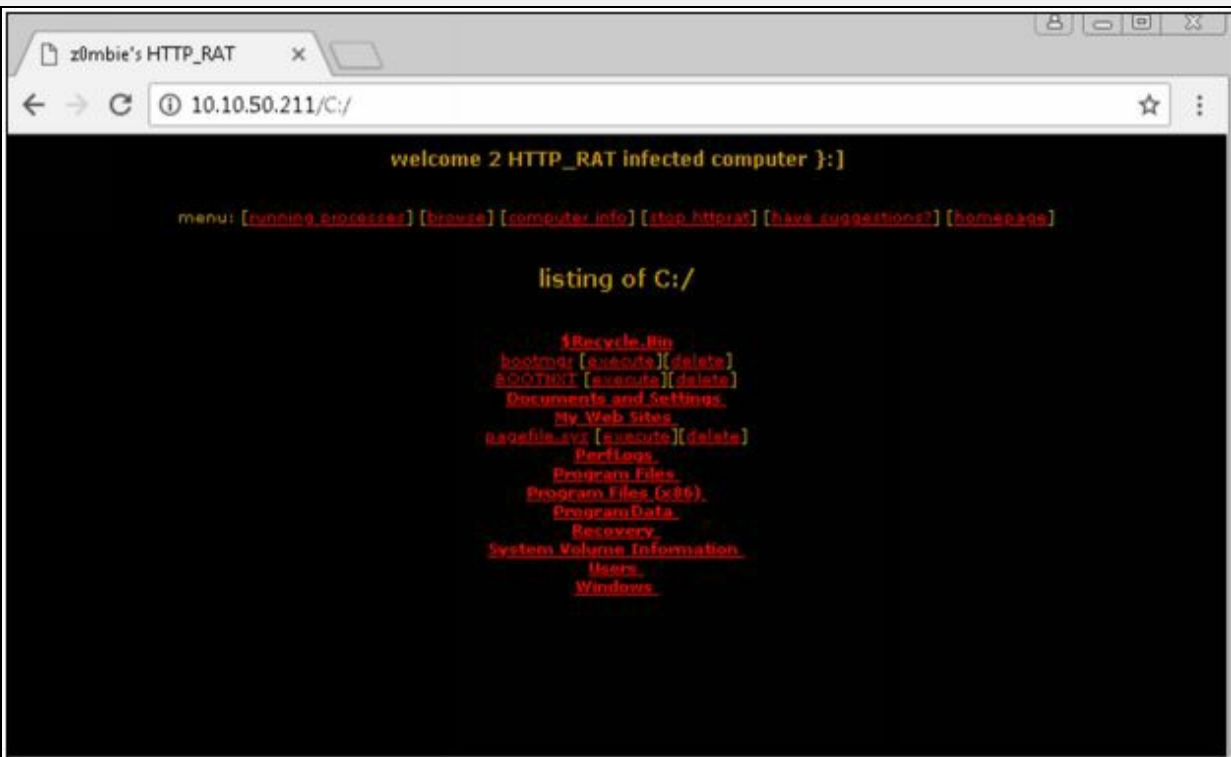 z0mbie's HTTP_RAT
10.10.50.211/C:/
welcome 2 HTTP_RAT infected computer }:]
menu: [running processes] [browse] [computer info] [stop httprat] [have suggestions?] [homepage]
listing of C:/
$Recycle.Bin
bootmgr [execute][delete]
BOOTNXT [execute][delete]
Documents and Settings
My Web Sites
pagefile.sys [execute][delete]
PerfLogs
Program Files
Program Files (x86)
ProgramData
Recovery
System Volume Information
Users
Windows